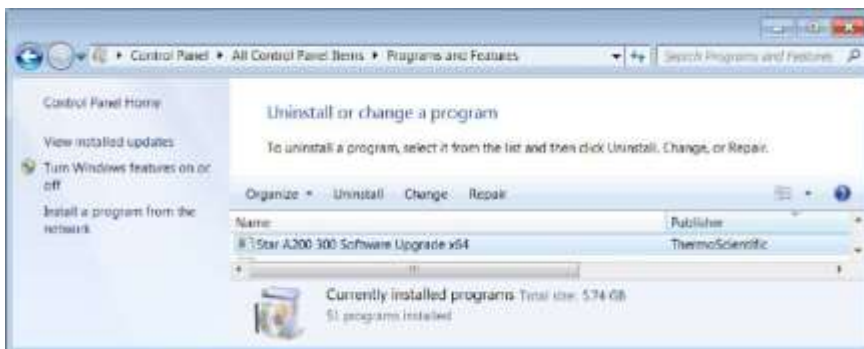 Control Panel ▸ All Control Panel Items ▸ Programs and Features
Search Programs and Features
Control Panel Home
View installed updates
Turn Windows features on or
off
Install a program from the
network
Uninstall or change a program
To uninstall a program, select it from the list and then click Uninstall, Change, or Repair.
Organize Uninstall Change Repair
Name Publisher
Star A200 300 Software Upgrade x64 ThermoScientific
Currently installed programs Total size: 5.74 GB
51 programs installed